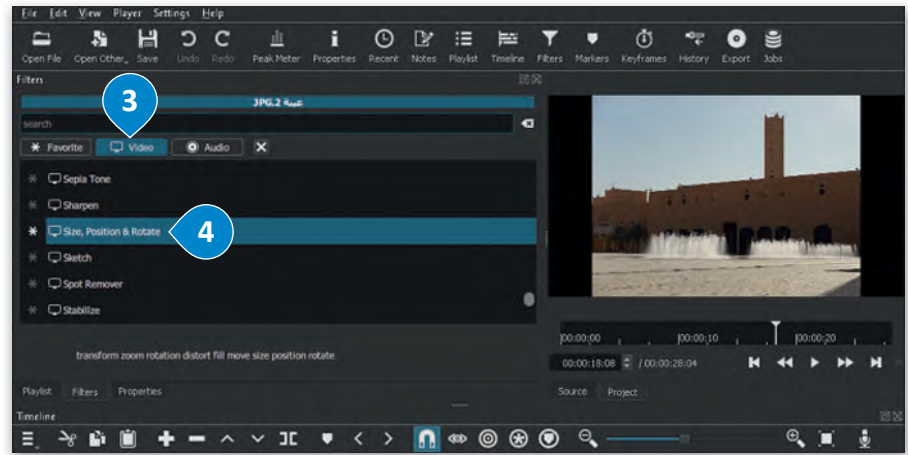 File Edit View Player Settings Help
Open File Open Other... Save Undo Redo Peak Meter Properties Recent Notes Playlist Timeline Filters Markers Keyframes History Export Jobs
Filters
عينة 2.JPG
3
search
Favorite Video Audio
Sepia Tone
Sharpen
Size, Position & Rotate
4
Sketch
Spot Remover
Stabilize
transform zoom rotation distort fill move size position rotate
00:00:00 00:00:10 00:00:20
00:00:18:08 / 00:00:28:04
Playlist Filters Properties
Source Project
Timeline